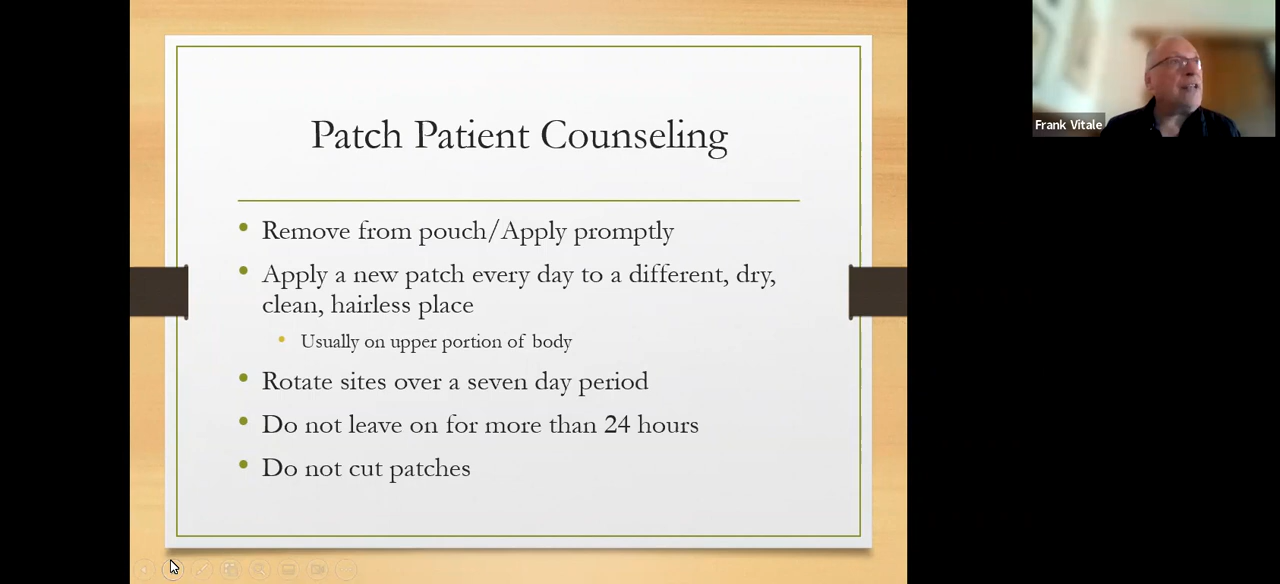 Patch Patient Counseling
• Remove from pouch/Apply promptly
• Apply a new patch every day to a different, dry,
clean, hairless place
• Usually on upper portion of body
• Rotate sites over a seven day period
• Do not leave on for more than 24 hours
• Do not cut patches
Frank Vitale